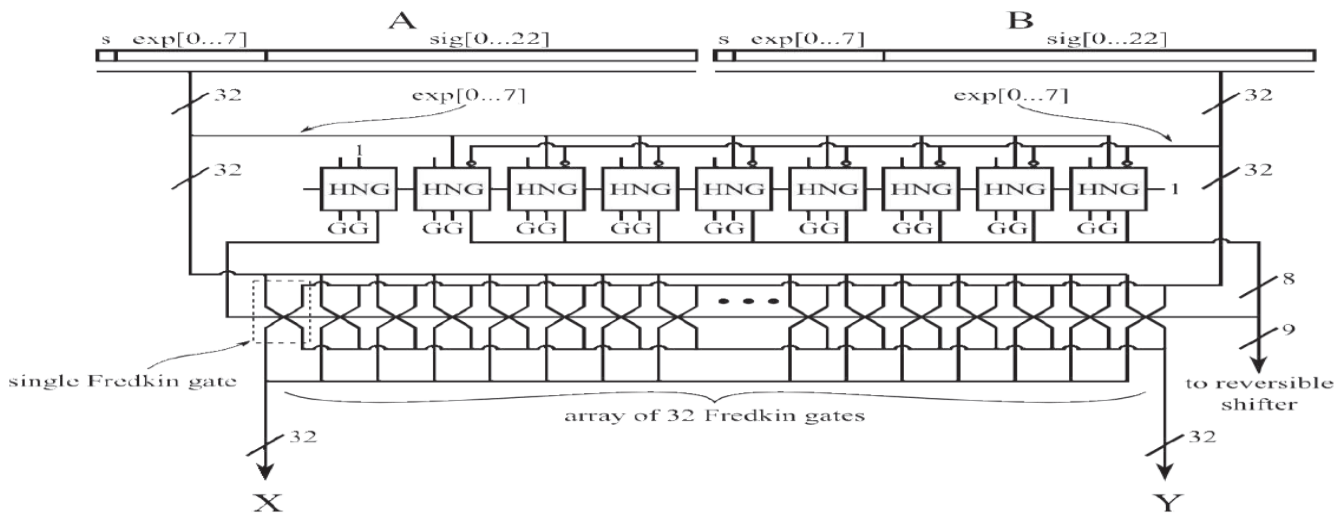 A B
s exp[0...7] sig[0...22] s exp[0...7] sig[0...22]
32 exp[0...7] exp[0...7] 32
1
32 HNG HNG HNG HNG HNG HNG HNG HNG HNG 1 32
GG GG GG GG GG GG GG GG GG
8
9
single Fredkin gate
to reversible
shifter
array of 32 Fredkin gates
32 32
X Y